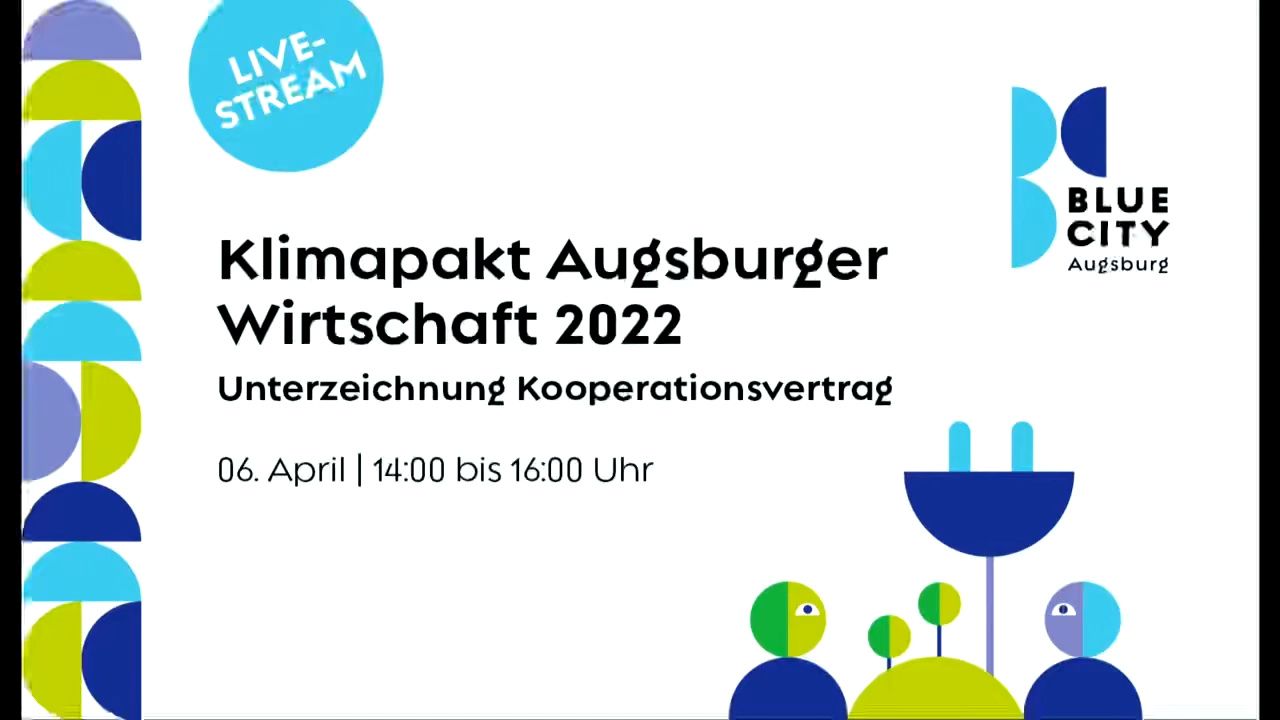 LIVE-
STREAM
BLUE
CITY
Augsburg
Klimapakt Augsburger
Wirtschaft 2022
Unterzeichnung Kooperationsvertrag
06. April | 14:00 bis 16:00 Uhr